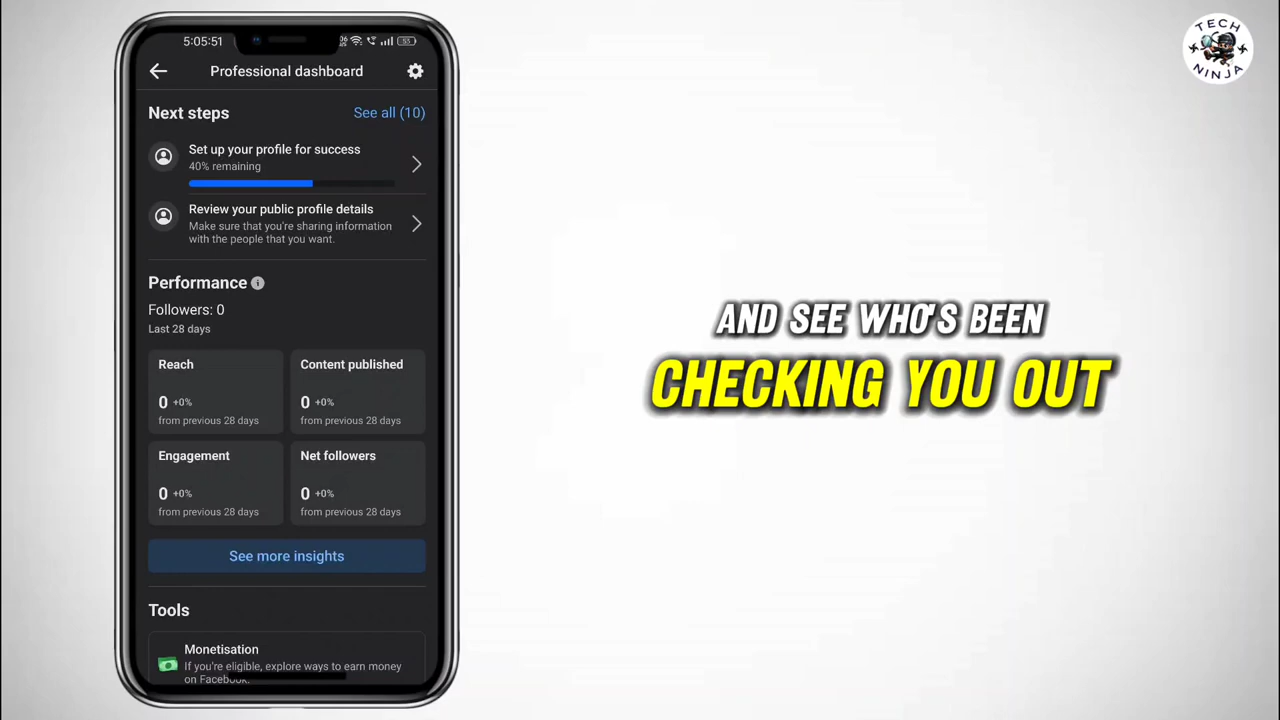 5:05:51
Professional dashboard
Next steps
See all (10)
Set up your profile for success
40% remaining
Review your public profile details
Make sure that you're sharing information
with the people that you want.
Performance
Followers: 0
Last 28 days
Reach
0 +0%
from previous 28 days
Content published
0 +0%
from previous 28 days
Engagement
0 +0%
from previous 28 days
Net followers
0 +0%
from previous 28 days
See more insights
Tools
Monetisation
If you're eligible, explore ways to earn money
on Facebook.
AND SEE WHO'S BEEN
CHECKING YOU OUT
TECH
NINJA